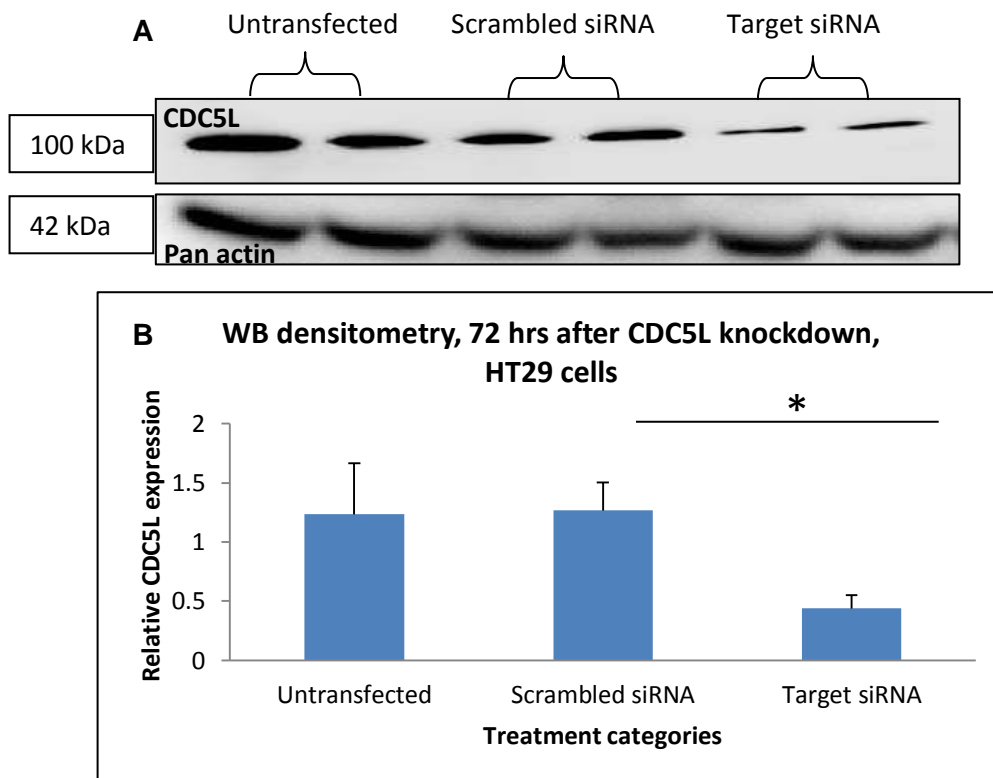 A
Untransfected Scrambled siRNA Target siRNA
CDC5L
100 kDa
42 kDa
Pan actin
B
WB densitometry, 72 hrs after CDC5L knockdown,
HT29 cells
*
Relative CDC5L expression
2
1.5
1
0.5
0
Untransfected Scrambled siRNA Target siRNA
Treatment categories